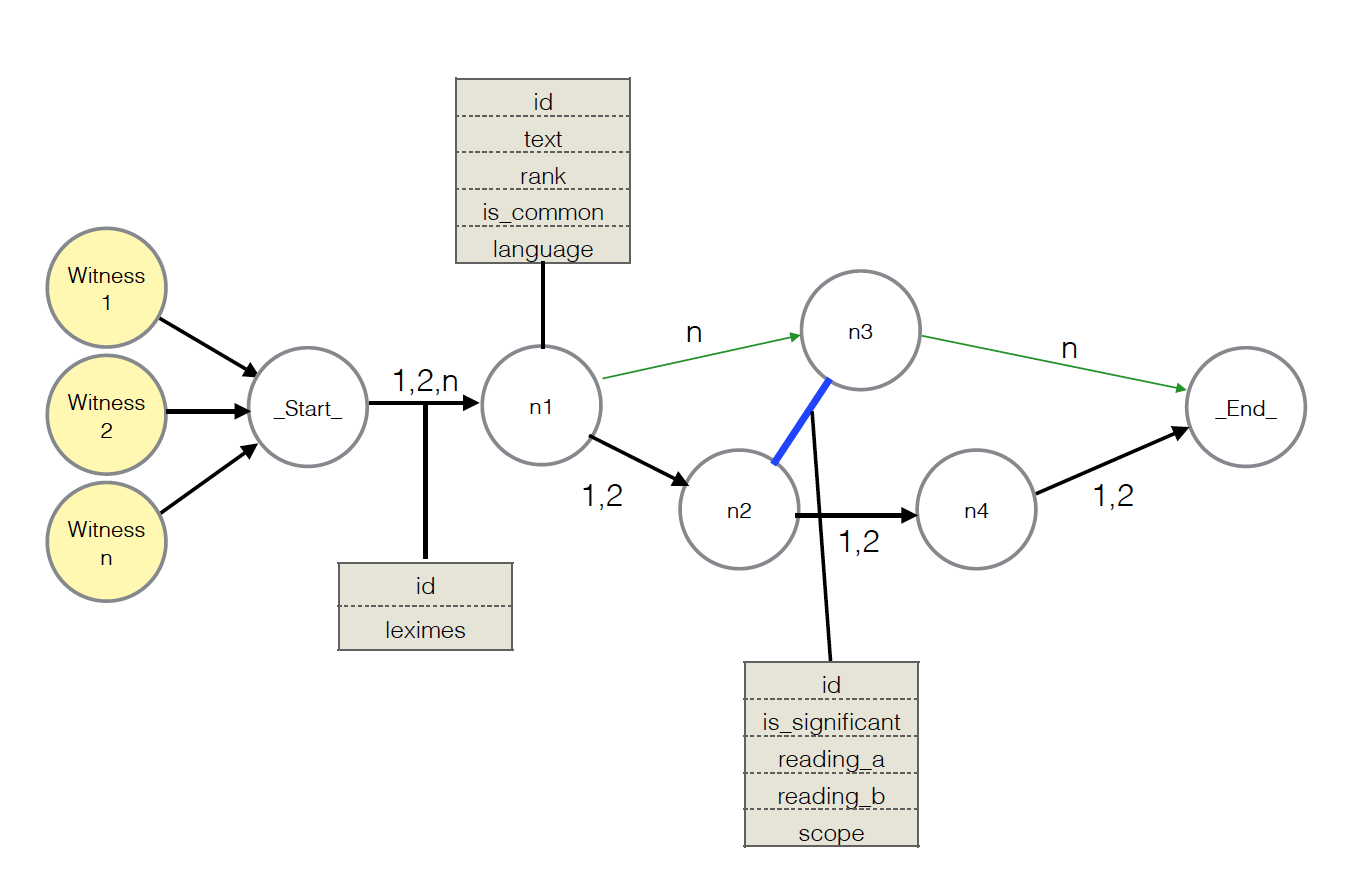 id
text
rank
is_common
language
Witness
1
Witness
2
Witness
n
_Start_
1,2,n
n1
n
n3
n
_End_
1,2
n2
1,2
n4
1,2
id
leximes
id
is_significant
reading_a
reading_b
scope